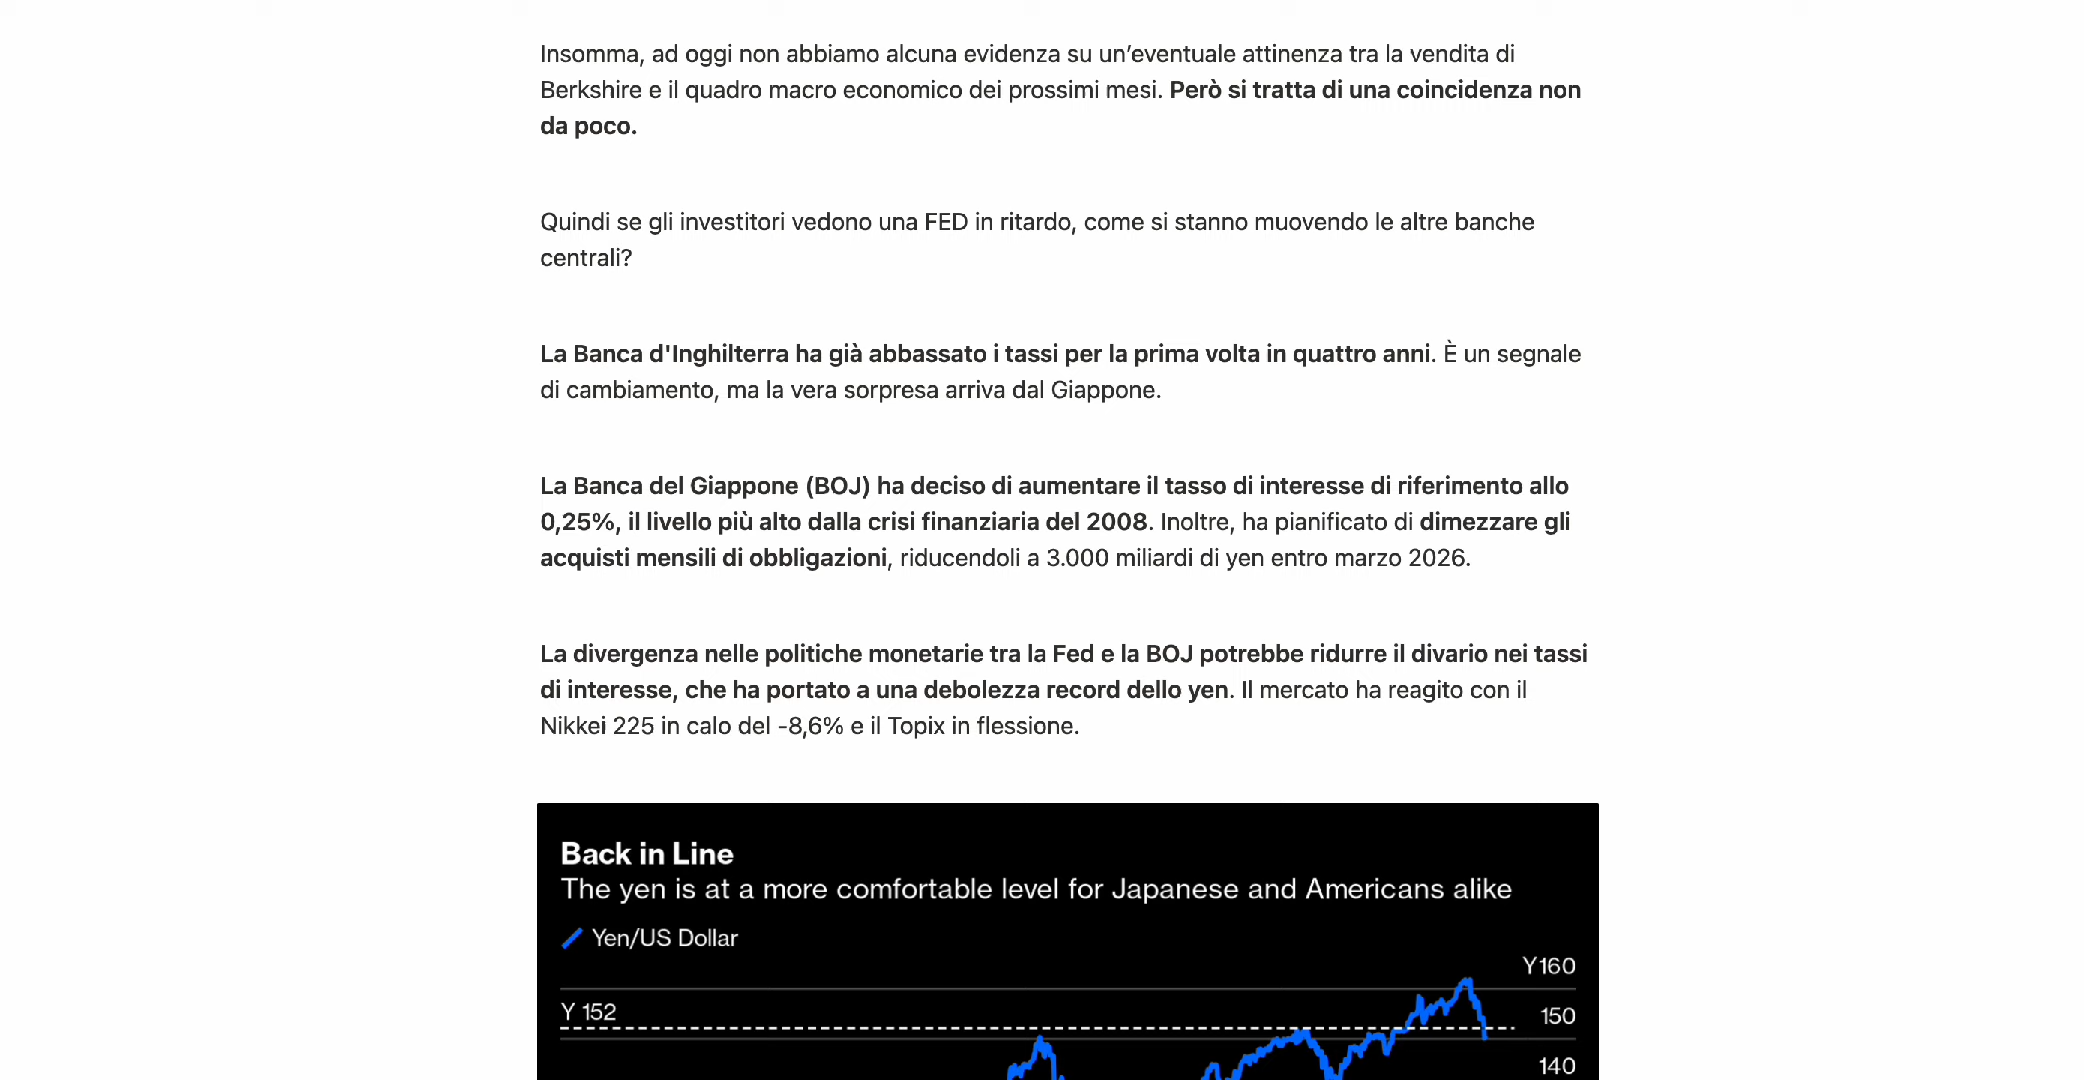 Insomma, ad oggi non abbiamo alcuna evidenza su un’eventuale attinenza tra la vendita di
Berkshire e il quadro macro economico dei prossimi mesi. Però si tratta di una coincidenza non
da poco.
Quindi se gli investitori vedono una FED in ritardo, come si stanno muovendo le altre banche
centrali?
La Banca d'Inghilterra ha già abbassato i tassi per la prima volta in quattro anni. È un segnale
di cambiamento, ma la vera sorpresa arriva dal Giappone.
La Banca del Giappone (BOJ) ha deciso di aumentare il tasso di interesse di riferimento allo
0,25%, il livello più alto dalla crisi finanziaria del 2008. Inoltre, ha pianificato di dimezzare gli
acquisti mensili di obbligazioni, riducendoli a 3.000 miliardi di yen entro marzo 2026.
La divergenza nelle politiche monetarie tra la Fed e la BOJ potrebbe ridurre il divario nei tassi
di interesse, che ha portato a una debolezza record dello yen. Il mercato ha reagito con il
Nikkei 225 in calo del -8,6% e il Topix in flessione.
Back in Line
The yen is at a more comfortable level for Japanese and Americans alike
Yen/US Dollar
Y160
Y 152
150
140